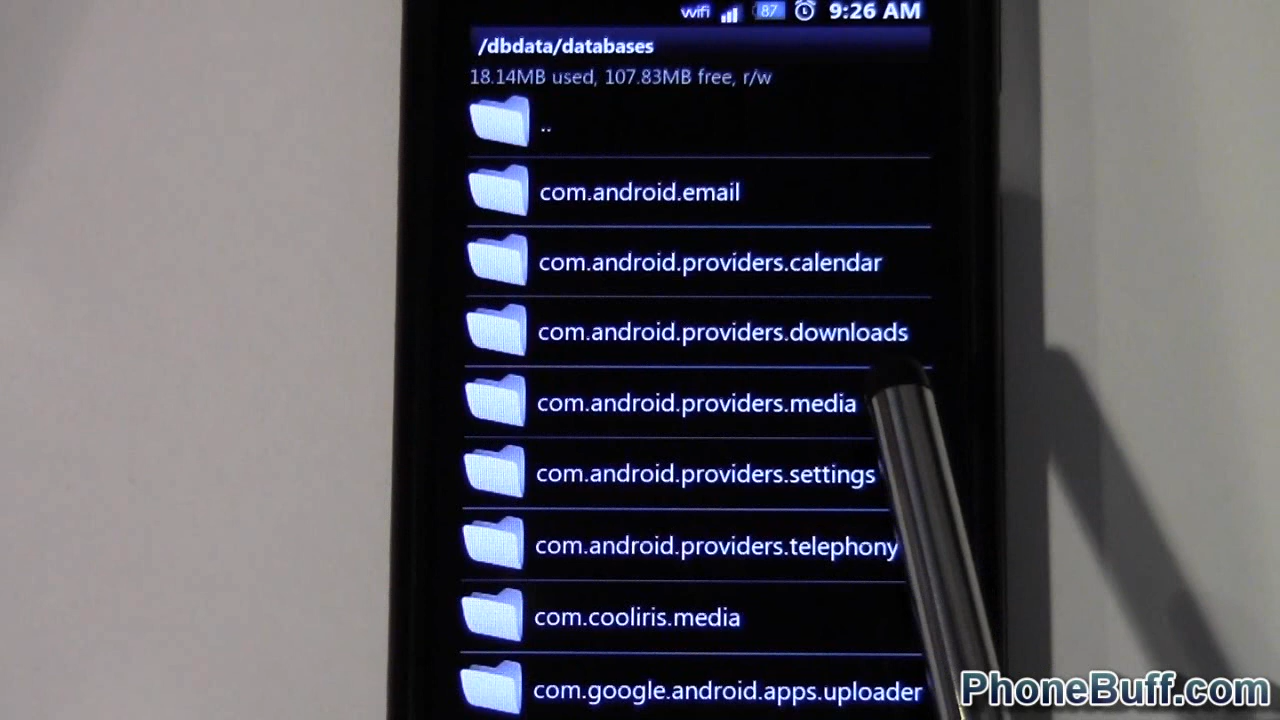 wifi 87 9:26 AM
/dbdata/databases
18.14MB used, 107.83MB free, r/w
..
com.android.email
com.android.providers.calendar
com.android.providers.downloads
com.android.providers.media
com.android.providers.settings
com.android.providers.telephony
com.cooliris.media
com.google.android.apps.uploader
PhoneBuff.com